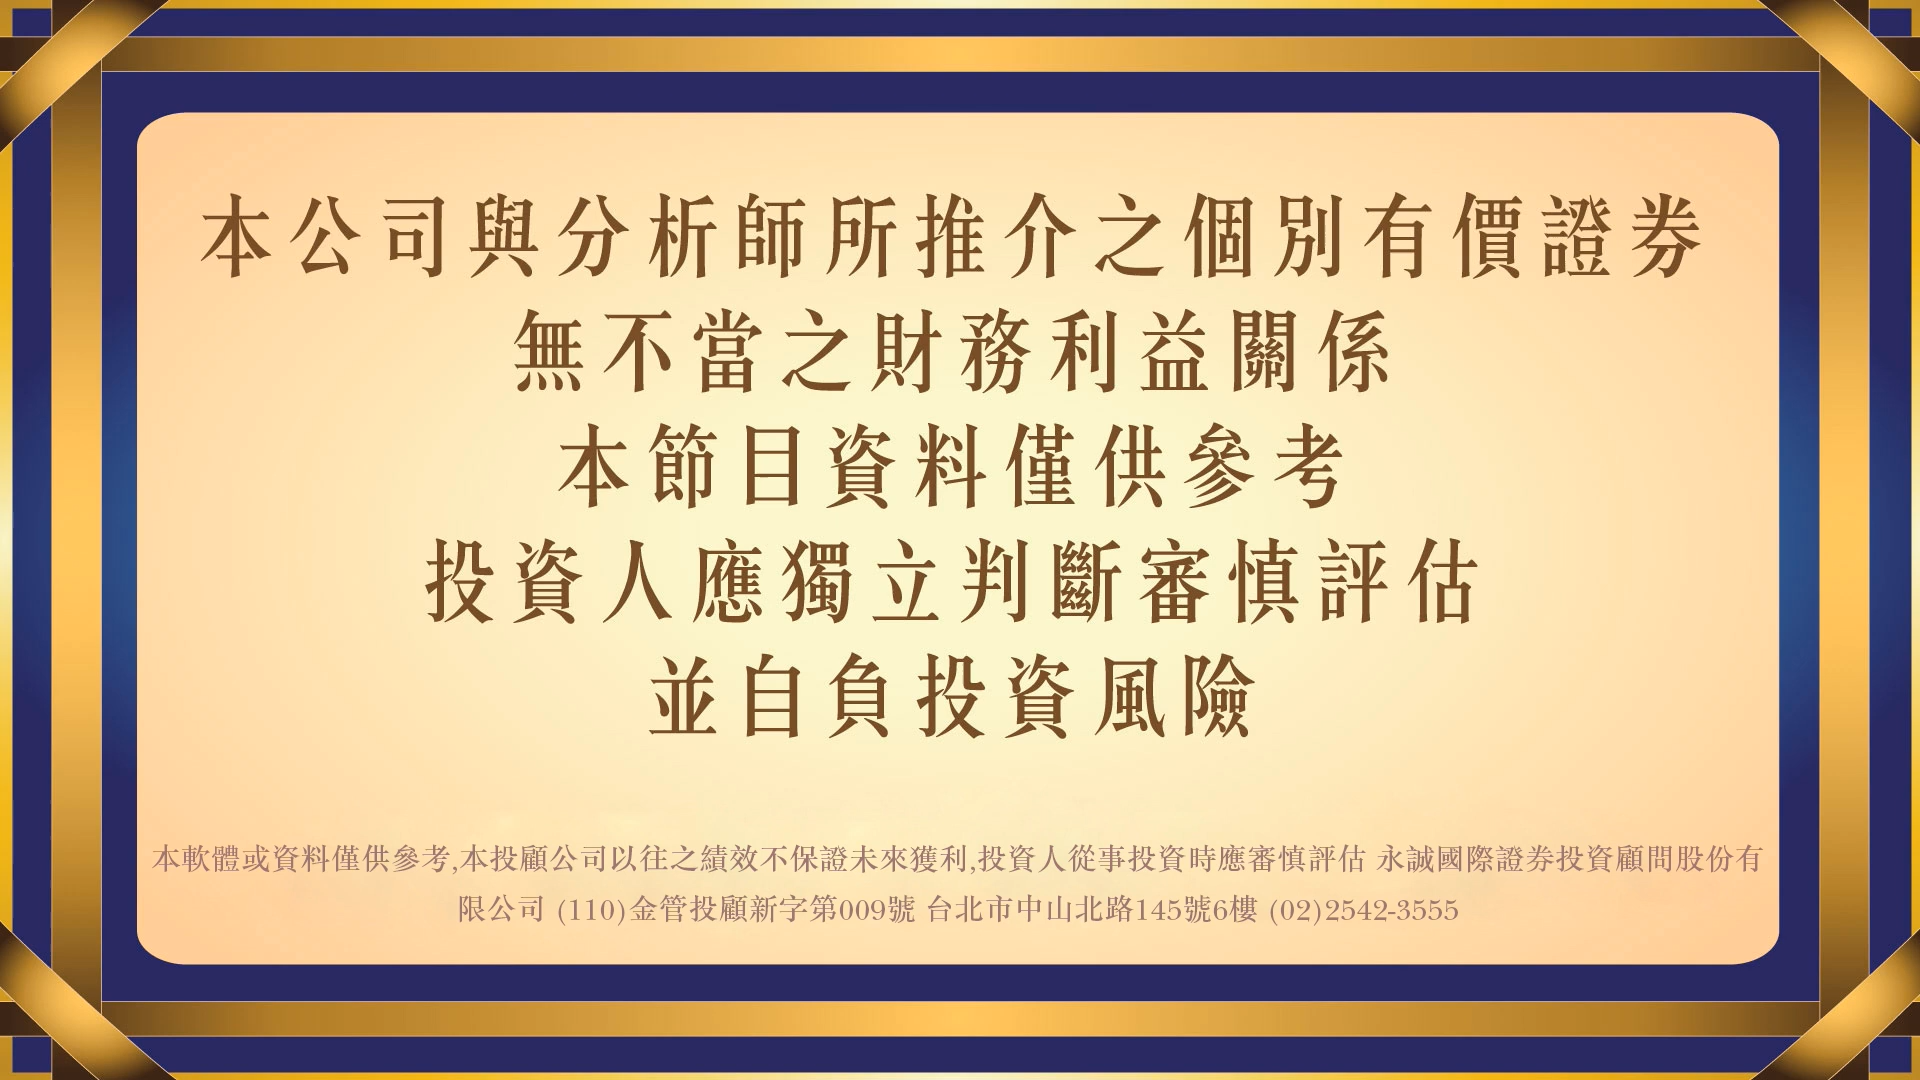 本公司與分析師所推介之個別有價證券
無不當之財務利益關係
本節目資料僅供參考
投資人應獨立判斷審慎評估
並自負投資風險
本軟體或資料僅供參考,本投顧公司以往之績效不保證未來獲利,投資人從事投資時應審慎評估 永誠國際證券投資顧問股份有
限公司 (110)金管投顧新字第009號 台北市中山北路145號6樓 (02)2542-3555